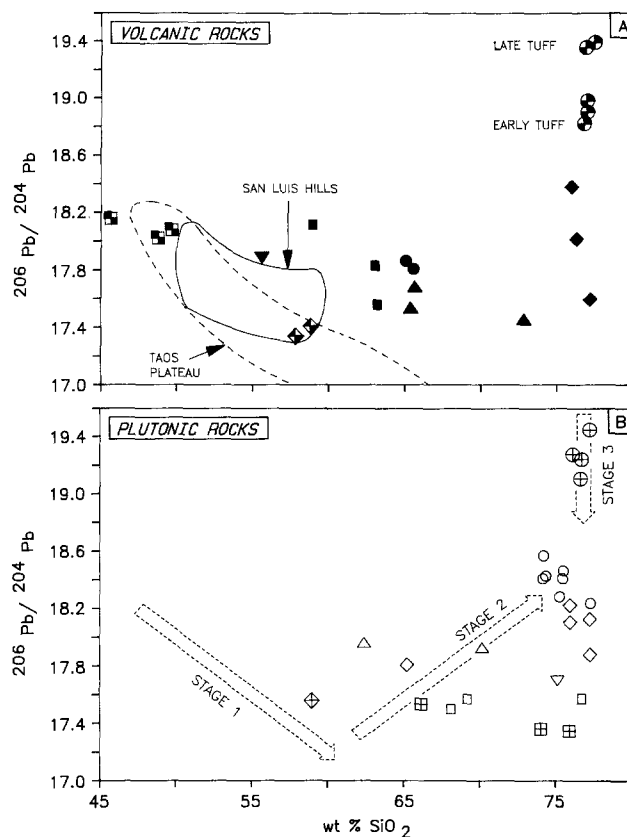 VOLCANIC ROCKS
A
19.4
19.0
18.6
18.2
17.8
17.4
17.0
206 Pb/ 204 Pb
LATE TUFF
EARLY TUFF
SAN LUIS HILLS
TAOS
PLATEAU
PLUTONIC ROCKS
B
19.4
19.0
18.6
18.2
17.8
17.4
17.0
206 Pb/ 204 Pb
STAGE 3
STAGE 2
STAGE 1
45
55
65
75
wt % SiO2